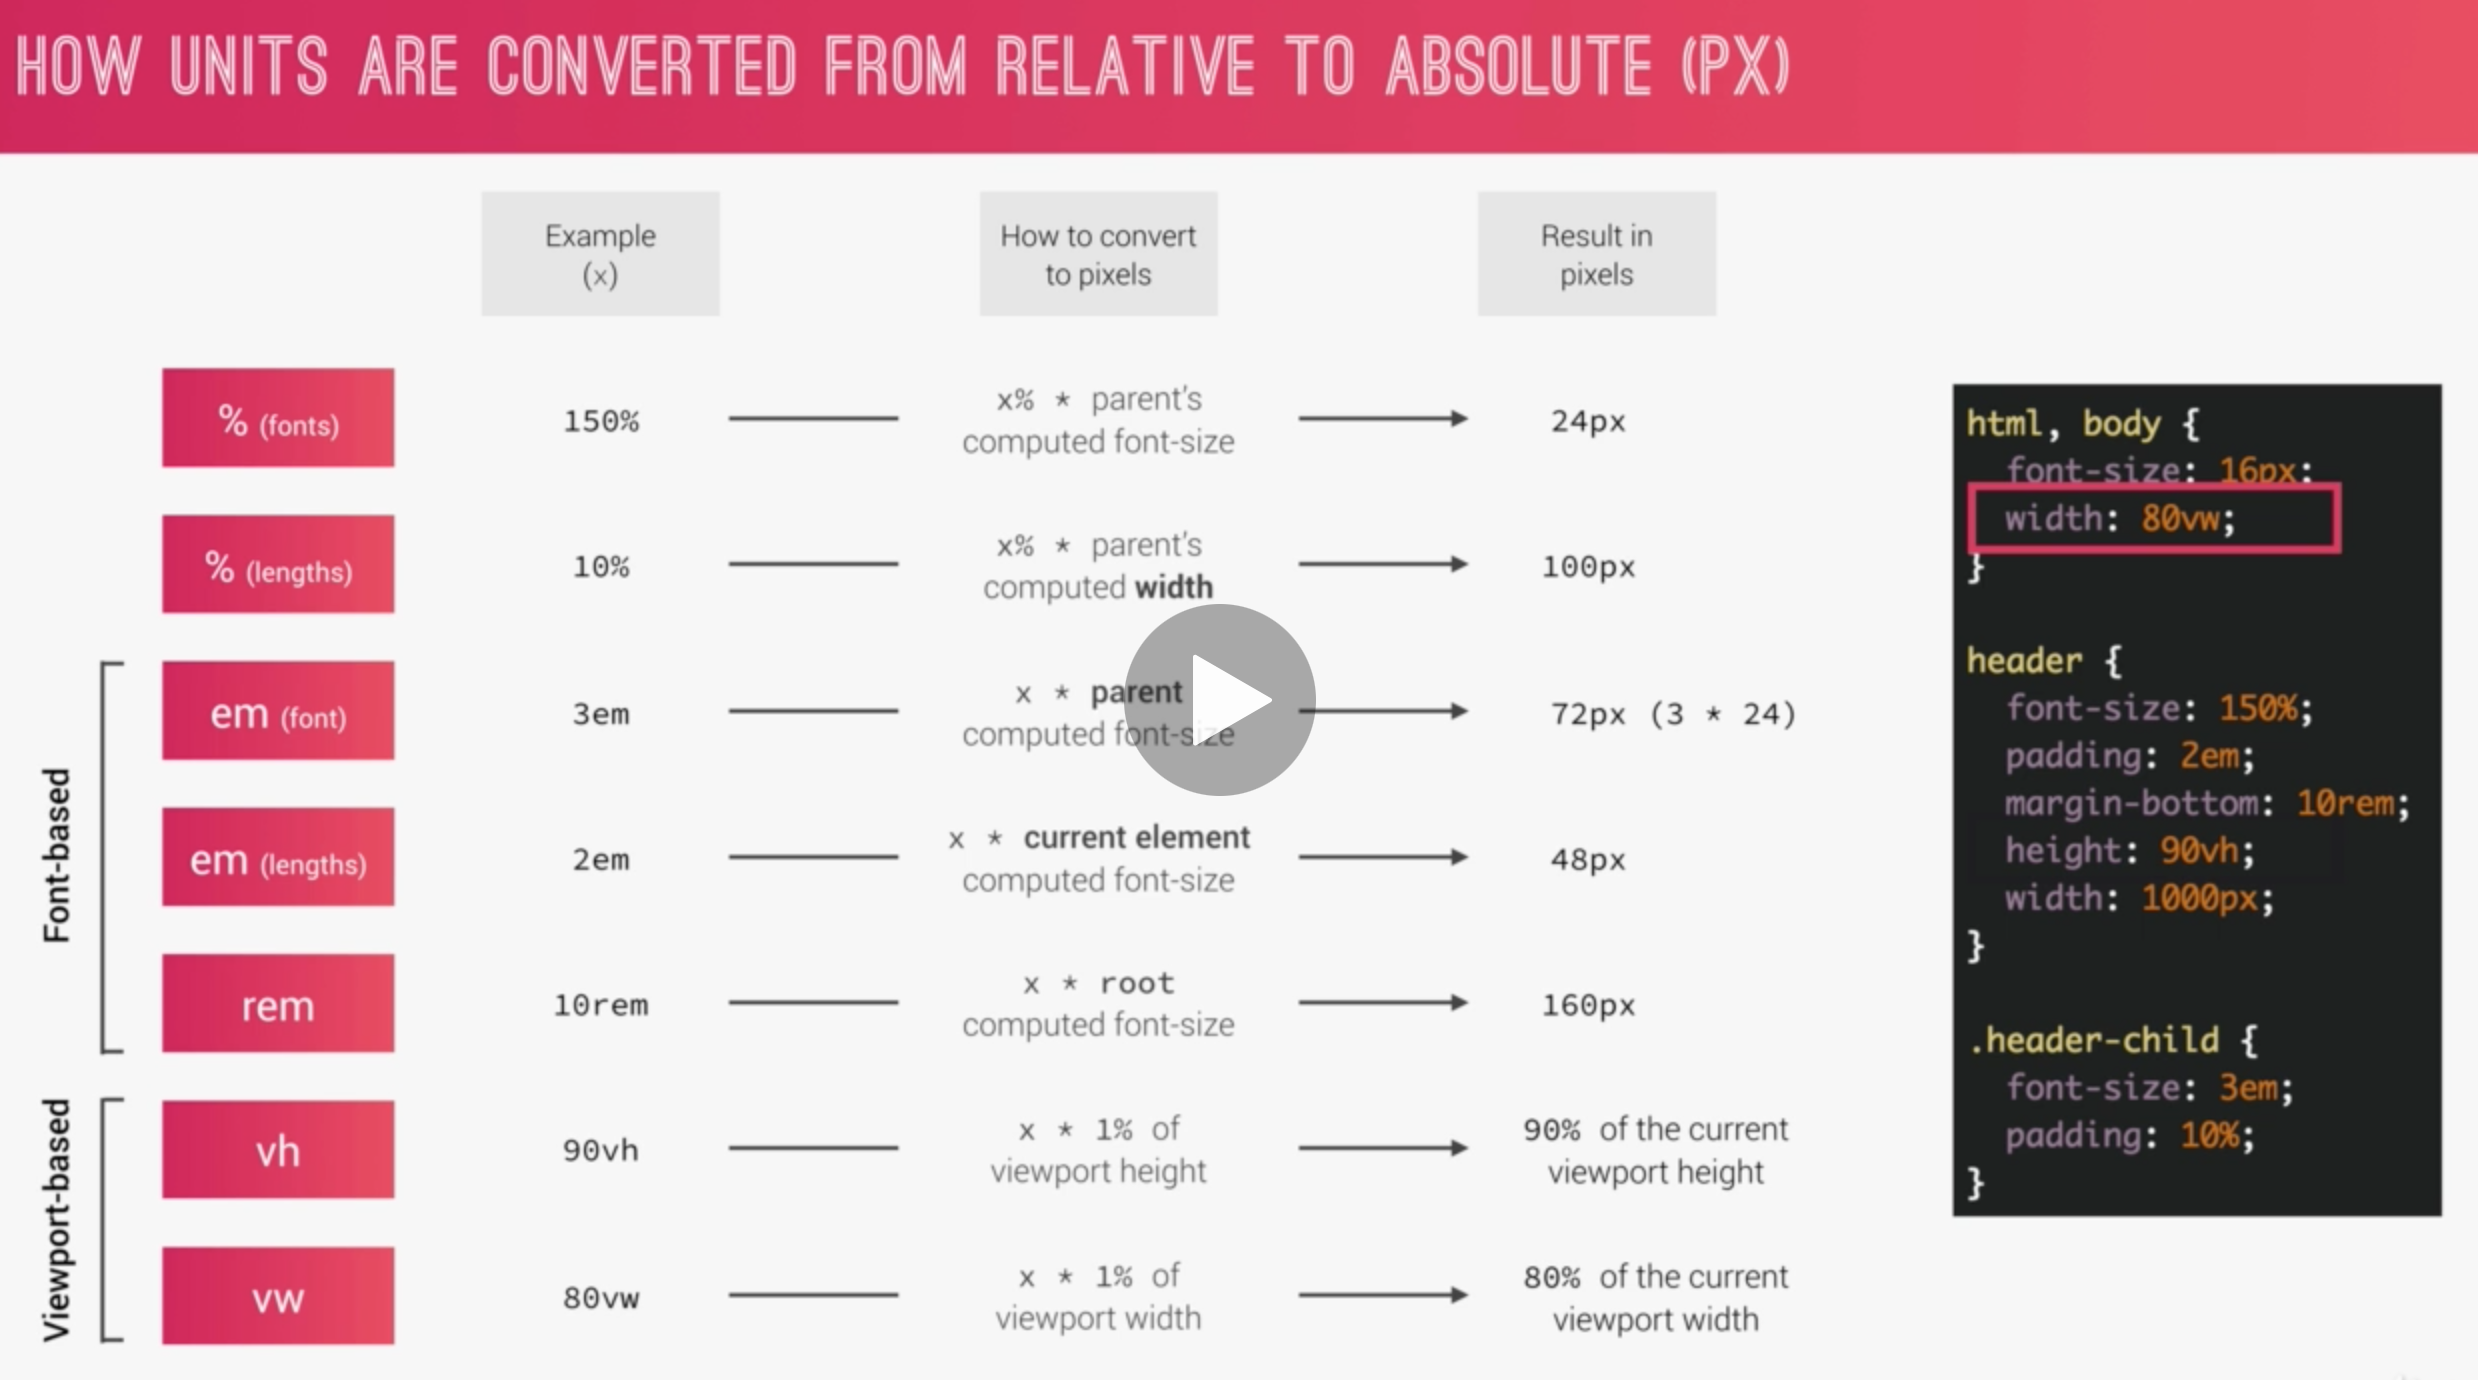 HOW UNITS ARE CONVERTED FROM RELATIVE TO ABSOLUTE (PX)
Example
(x)
How to convert
to pixels
Result in
pixels
% (fonts)
150%
x% * parent's
computed font-size
24px
% (lengths)
10%
x% * parent's
computed width
100px
Font-based
em (font)
3em
x * parent
computed font-size
72px (3 * 24)
em (lengths)
2em
x * current element
computed font-size
48px
rem
10rem
x * root
computed font-size
160px
Viewport-based
vh
90vh
x * 1% of
viewport height
90% of the current
viewport height
vw
80vw
x * 1% of
viewport width
80% of the current
viewport width
html, body {
font-size: 16px;
width: 80vw;
}
header {
font-size: 150%;
padding: 2em;
margin-bottom: 10rem;
height: 90vh;
width: 1000px;
}
.header-child {
font-size: 3em;
padding: 10%;
}